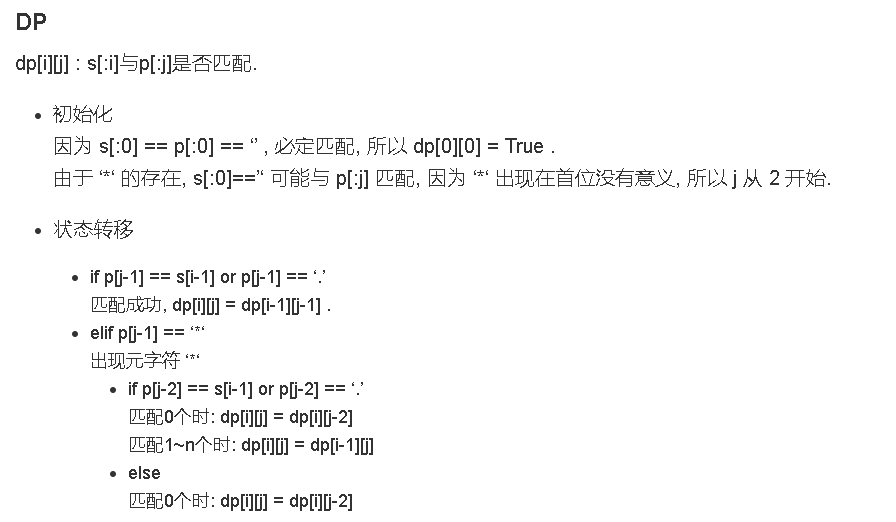 DP
dp[i][j] : s[:i]与p[:j]是否匹配.
初始化
因为 s[:0] == p[:0] == ‘’ , 必定匹配, 所以 dp[0][0] = True .
由于 ‘*‘ 的存在, s[:0]==’‘ 可能与 p[:j] 匹配, 因为 ‘*‘ 出现在首位没有意义, 所以 j 从 2 开始.
状态转移
if p[j-1] == s[i-1] or p[j-1] == ‘.’
匹配成功, dp[i][j] = dp[i-1][j-1] .
elif p[j-1] == ‘*‘
出现元字符 ‘*‘
if p[j-2] == s[i-1] or p[j-2] == ‘.’
匹配0个时: dp[i][j] = dp[i][j-2]
匹配1~n个时: dp[i][j] = dp[i-1][j]
else
匹配0个时: dp[i][j] = dp[i][j-2]